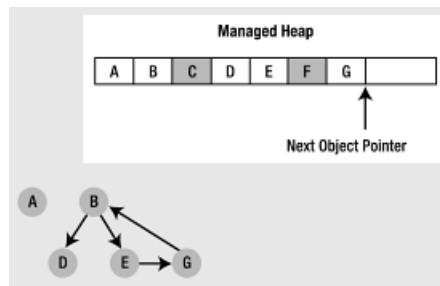 Managed Heap
A B C D E F G
Next Object Pointer
A B
D E G